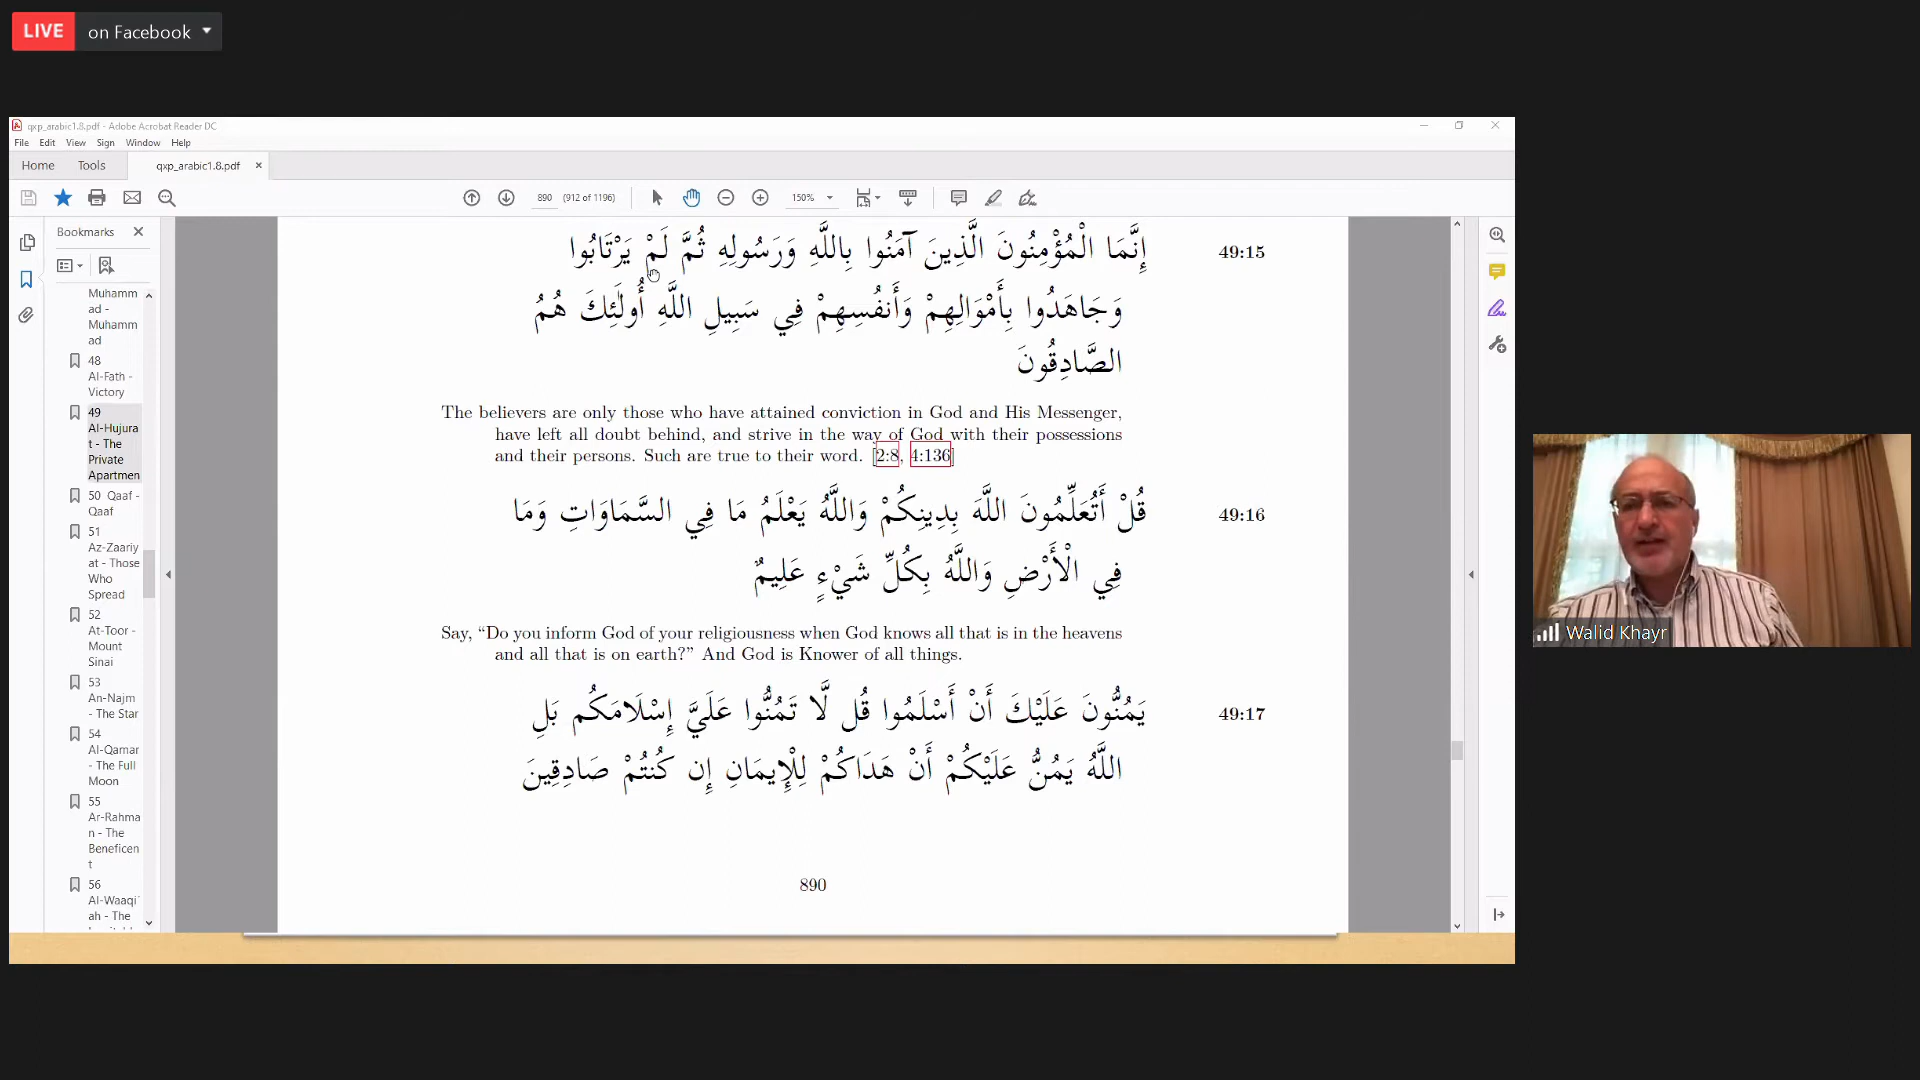 LIVE on Facebook
qxp_arabic1.8.pdf - Adobe Acrobat Reader DC
File Edit View Sign Window Help
Home Tools qxp_arabic1.8.pdf ×
890 (912 of 1196) 150%
Bookmarks
Muhamm
ad -
Muhamm
ad
48
Al-Fath -
Victory
49
Al-Hujura
t - The
Private
Apartmen
50 Qaaf -
Qaaf
51
Az-Zaariy
at - Those
Who
Spread
52
At-Toor -
Mount
Sinai
53
An-Najm
- The Star
54
Al-Qamar
- The Full
Moon
55
Ar-Rahma
n - The
Beneficen
t
56
Al-Waaqi'
ah - The
إِنَّمَا الْمُؤْمِنُونَ الَّذِينَ آمَنُوا بِاللَّهِ وَرَسُولِهِ ثُمَّ لَمْ يَرْتَابُوا 49:15
وَجَاهَدُوا بِأَمْوَالِهِمْ وَأَنفُسِهِمْ فِي سَبِيلِ اللَّهِ أُولَٰئِكَ هُمُ
الصَّادِقُونَ
The believers are only those who have attained conviction in God and His Messenger,
have left all doubt behind, and strive in the way of God with their possessions
and their persons. Such are true to their word. [2:8, 4:136]
قُلْ أَتُعَلِّمُونَ اللَّهَ بِدِينِكُمْ وَاللَّهُ يَعْلَمُ مَا فِي السَّمَاوَاتِ وَمَا 49:16
فِي الْأَرْضِ وَاللَّهُ بِكُلِّ شَيْءٍ عَلِيمٌ
Say, “Do you inform God of your religiousness when God knows all that is in the heavens
and all that is on earth?” And God is Knower of all things.
يَمُنُّونَ عَلَيْكَ أَنْ أَسْلَمُوا قُل لَّا تَمُنُّوا عَلَيَّ إِسْلَامَكُم بَلِ 49:17
اللَّهُ يَمُنُّ عَلَيْكُمْ أَنْ هَدَاكُمْ لِلْإِيمَانِ إِن كُنتُمْ صَادِقِينَ
890
Walid Khayr